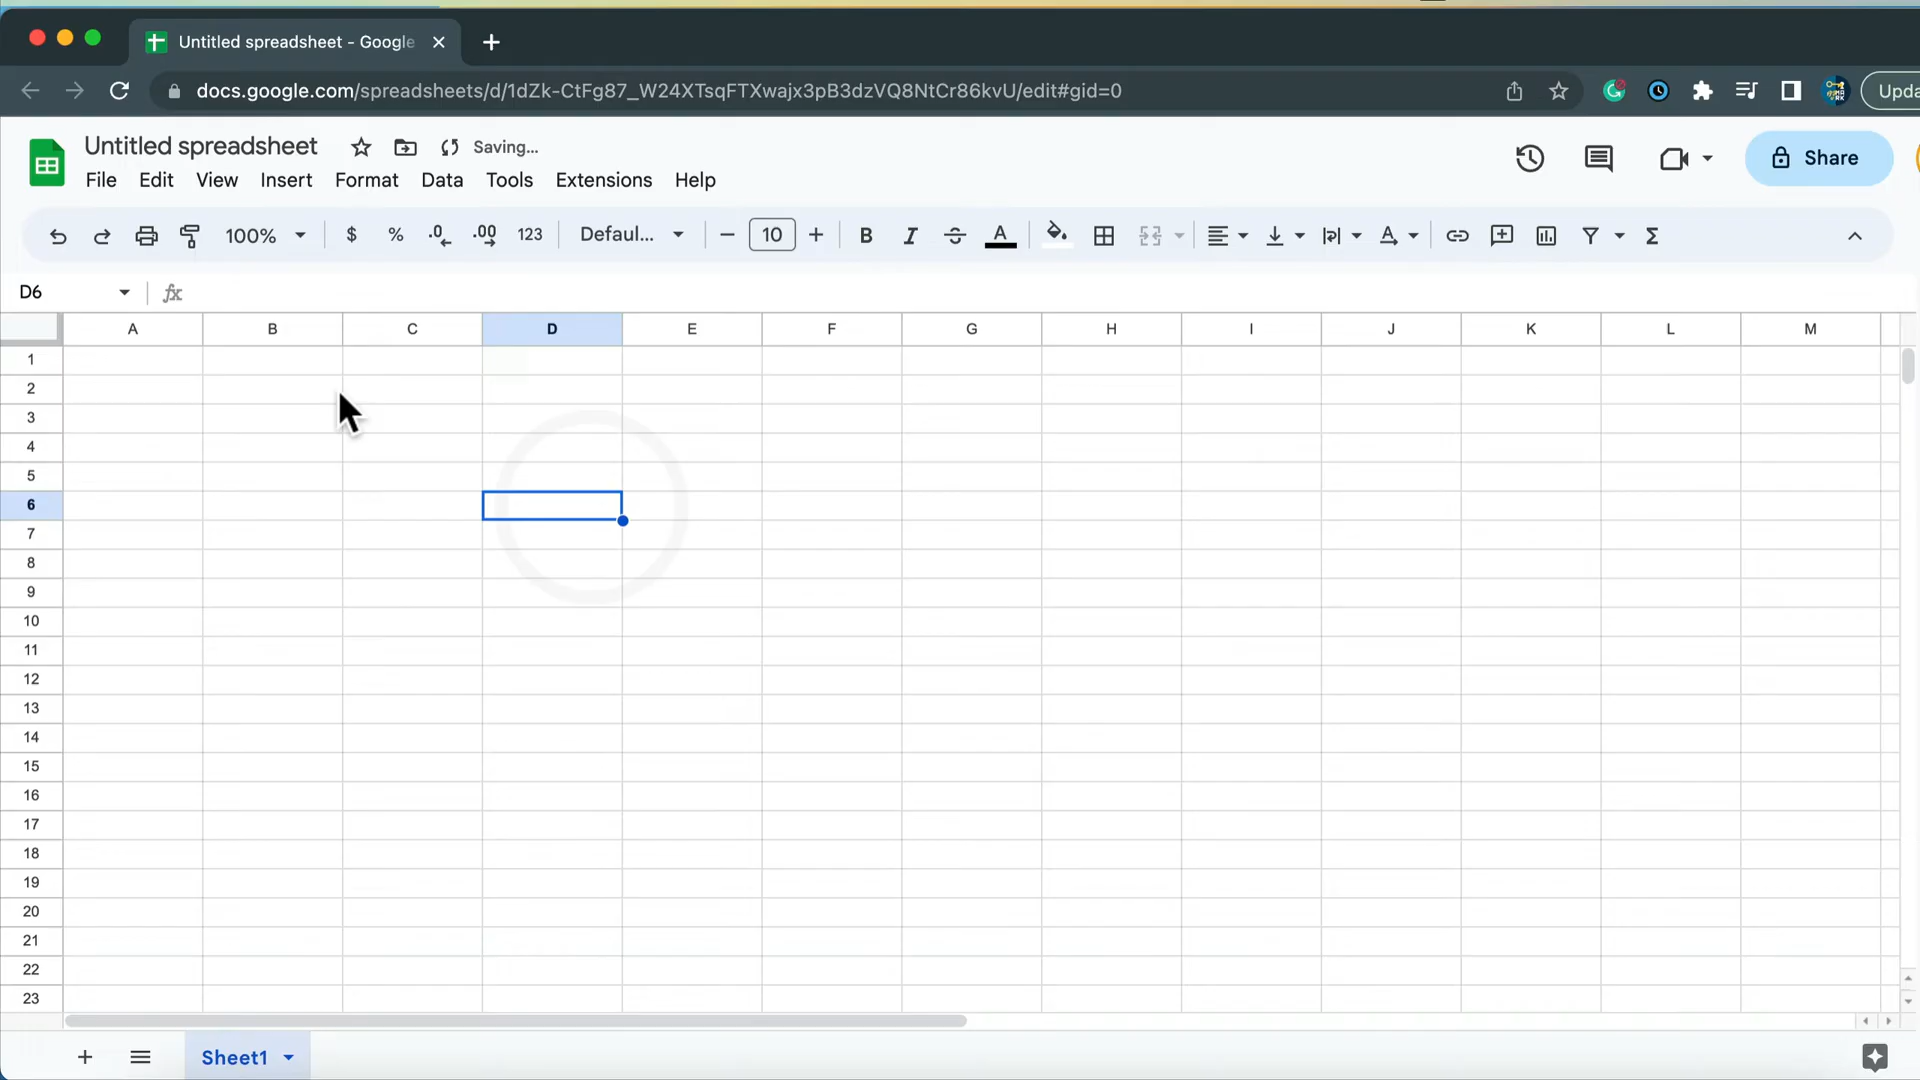 Untitled spreadsheet - Google
docs.google.com/spreadsheets/d/1dZk-CtFg87_W24XTsqFTXwajx3pB3dzVQ8NtCr86kvU/edit#gid=0
Upda
Untitled spreadsheet Saving...
Share
File Edit View Insert Format Data Tools Extensions Help
100% $ % .0 .00 123 Defaul... 10 B I S A Σ
D6 fx
A B C D E F G H I J K L M
1
2
3
4
5
6
7
8
9
10
11
12
13
14
15
16
17
18
19
20
21
22
23
Sheet1